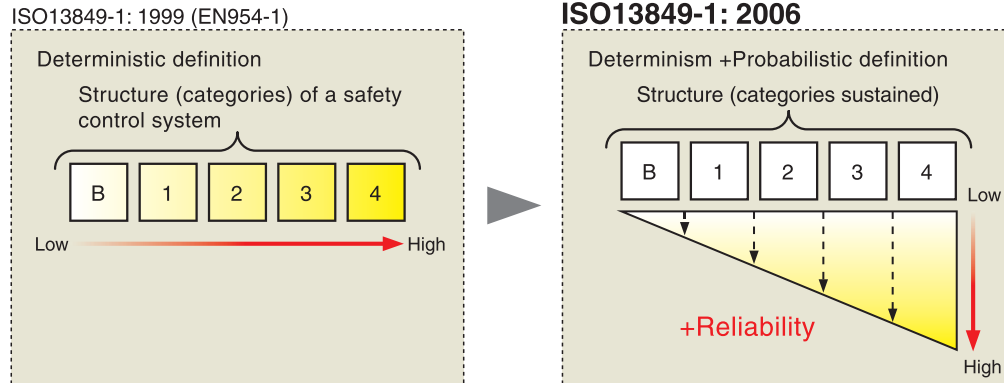 ISO13849-1: 1999 (EN954-1)
Deterministic definition
Structure (categories) of a safety
control system
B 1 2 3 4
Low High
ISO13849-1: 2006
Determinism +Probabilistic definition
Structure (categories sustained)
B 1 2 3 4
Low
+Reliability
High